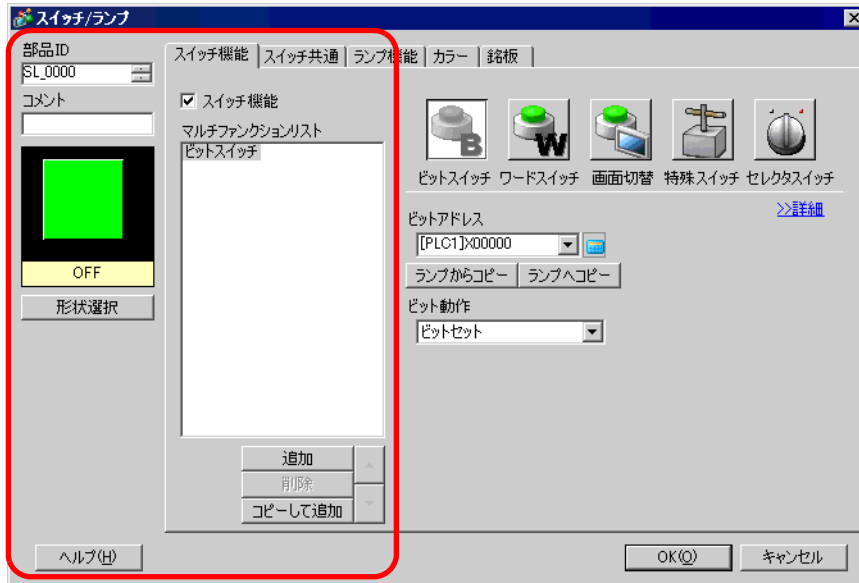 スイッチ/ランプ
部品ID
SL_0000
コメント
OFF
形状選択
スイッチ機能
スイッチ共通
ランプ機能
カラー
銘板
スイッチ機能
マルチファンクションリスト
ビットスイッチ
追加
削除
コピーして追加
B
W
ビットスイッチ
ワードスイッチ
画面切替
特殊スイッチ
セレクタスイッチ
>>詳細
ビットアドレス
[PLC1]X00000
ランプからコピー
ランプへコピー
ビット動作
ビットセット
ヘルプ(H)
OK(O)
キャンセル